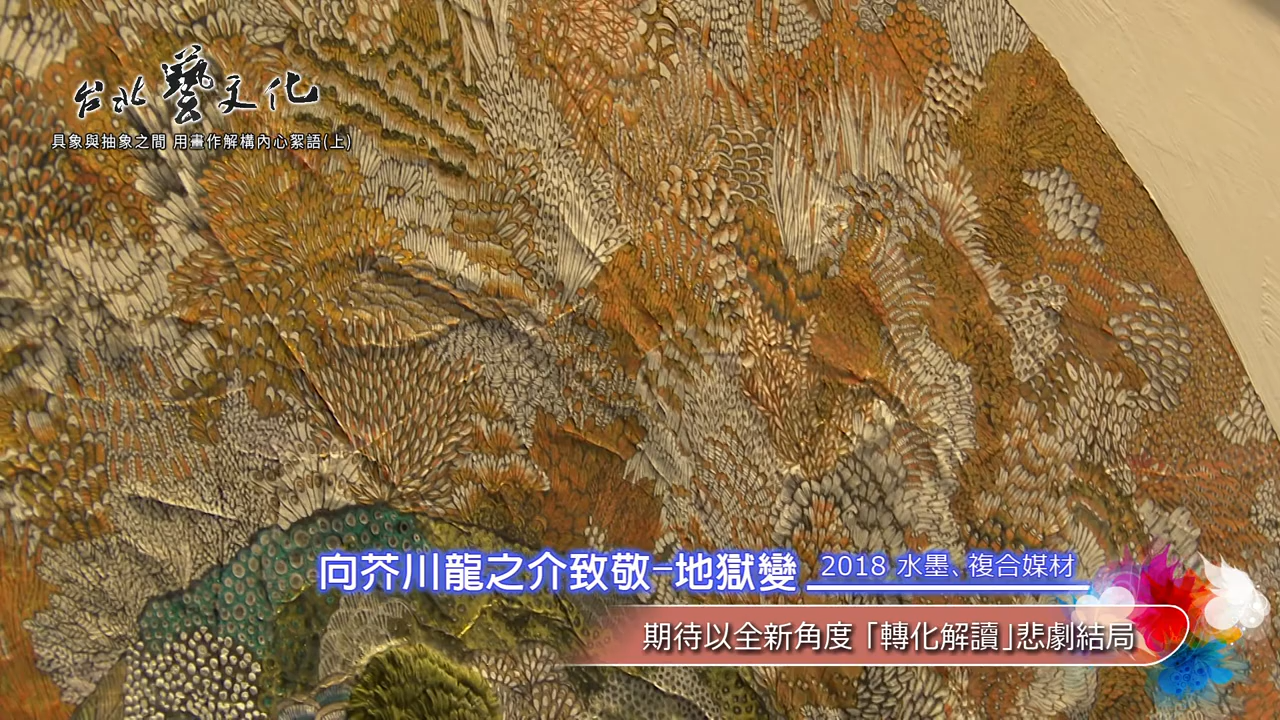 台北藝文化
具象與抽象之間 用畫作解構內心絮語(上)
向芥川龍之介致敬-地獄變 2018 水墨、複合媒材
期待以全新角度「轉化解讀」悲劇結局